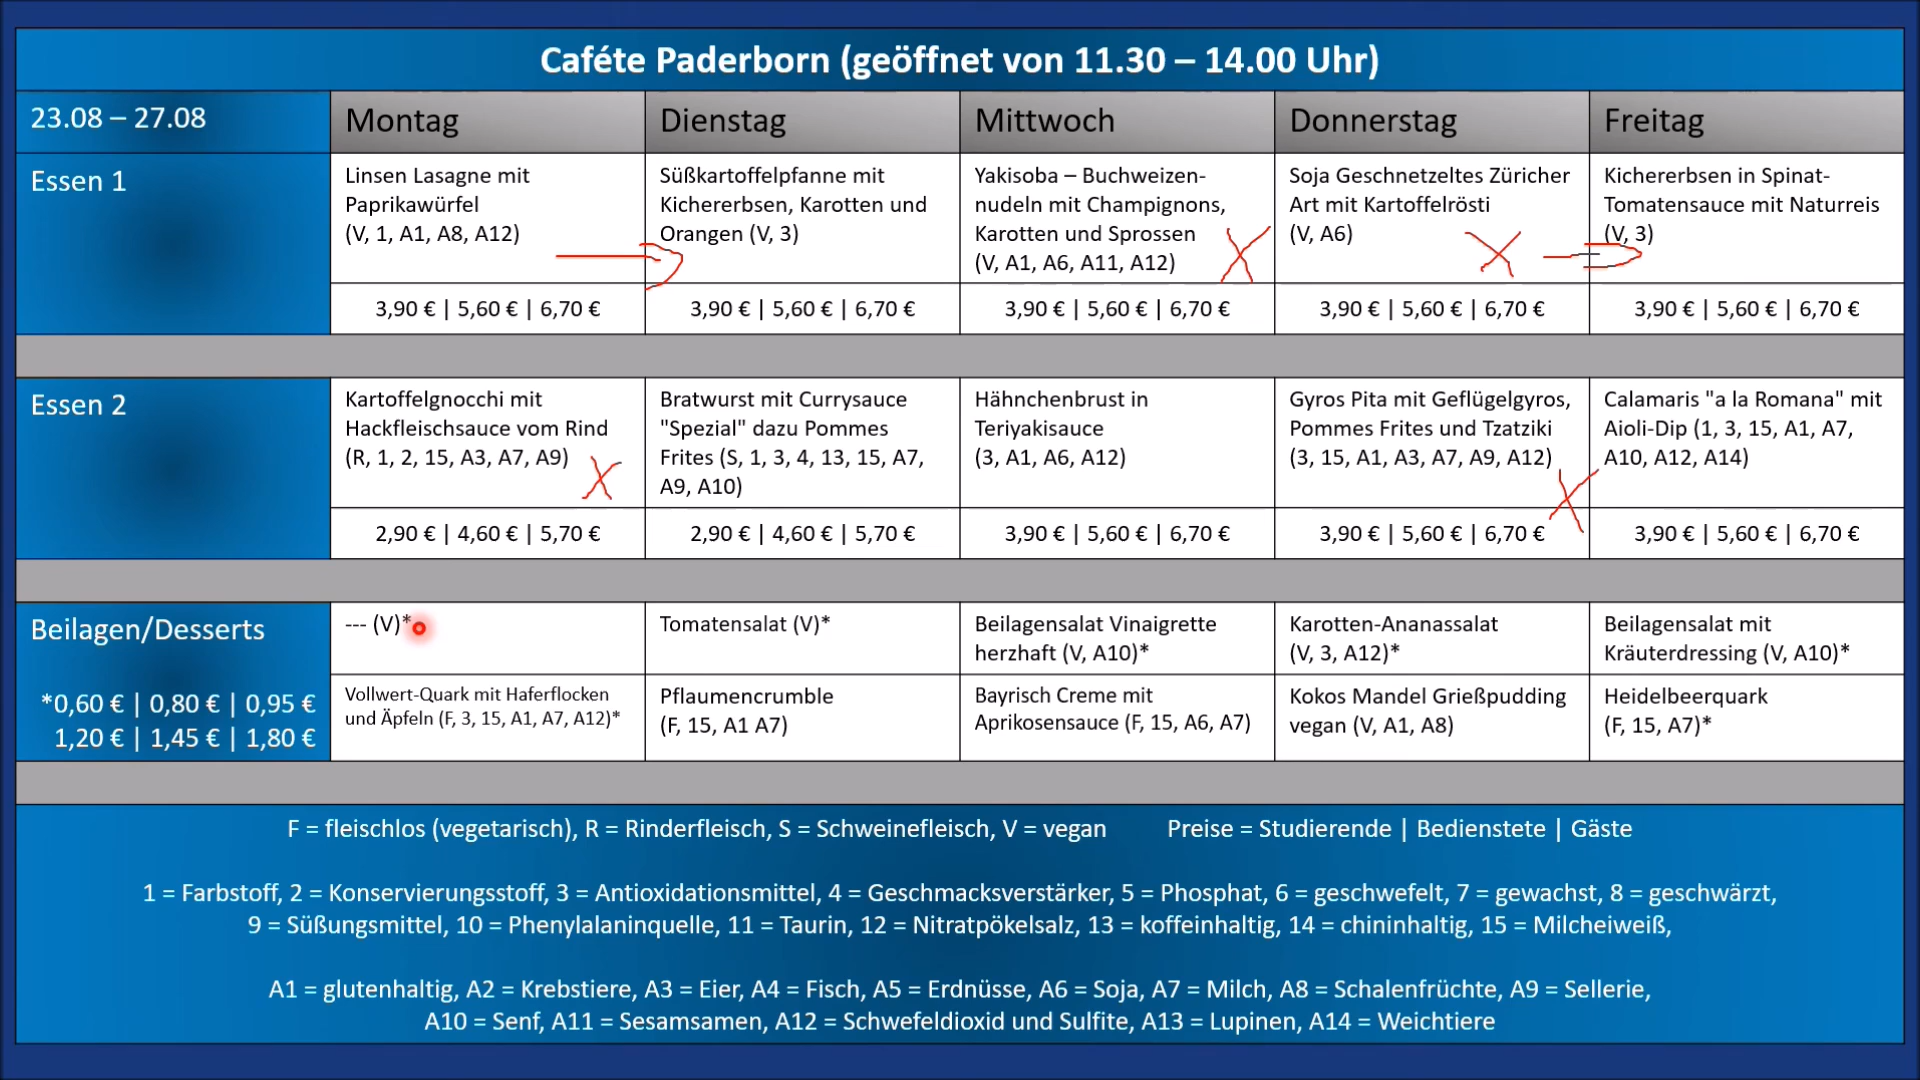 Caféte Paderborn (geöffnet von 11.30 – 14.00 Uhr)
23.08 – 27.08
Montag
Dienstag
Mittwoch
Donnerstag
Freitag
Essen 1
Linsen Lasagne mit
Paprikawürfel
(V, 1, A1, A8, A12)
Süßkartoffelpfanne mit
Kichererbsen, Karotten und
Orangen (V, 3)
Yakisoba – Buchweizen-
nudeln mit Champignons,
Karotten und Sprossen
(V, A1, A6, A11, A12)
Soja Geschnetzeltes Züricher
Art mit Kartoffelrösti
(V, A6)
Kichererbsen in Spinat-
Tomatensauce mit Naturreis
(V, 3)
3,90 € | 5,60 € | 6,70 €
3,90 € | 5,60 € | 6,70 €
3,90 € | 5,60 € | 6,70 €
3,90 € | 5,60 € | 6,70 €
3,90 € | 5,60 € | 6,70 €
Essen 2
Kartoffelgnocchi mit
Hackfleischsauce vom Rind
(R, 1, 2, 15, A3, A7, A9)
Bratwurst mit Currysauce
"Spezial" dazu Pommes
Frites (S, 1, 3, 4, 13, 15, A7,
A9, A10)
Hähnchenbrust in
Teriyakisauce
(3, A1, A6, A12)
Gyros Pita mit Geflügelgyros,
Pommes Frites und Tzatziki
(3, 15, A1, A3, A7, A9, A12)
Calamaris "a la Romana" mit
Aioli-Dip (1, 3, 15, A1, A7,
A10, A12, A14)
2,90 € | 4,60 € | 5,70 €
2,90 € | 4,60 € | 5,70 €
3,90 € | 5,60 € | 6,70 €
3,90 € | 5,60 € | 6,70 €
3,90 € | 5,60 € | 6,70 €
Beilagen/Desserts
*0,60 € | 0,80 € | 0,95 €
1,20 € | 1,45 € | 1,80 €
--- (V)*
Tomatensalat (V)*
Beilagensalat Vinaigrette
herzhaft (V, A10)*
Karotten-Ananassalat
(V, 3, A12)*
Beilagensalat mit
Kräuterdressing (V, A10)*
Vollwert-Quark mit Haferflocken
und Äpfeln (F, 3, 15, A1, A7, A12)*
Pflaumencrumble
(F, 15, A1 A7)
Bayrisch Creme mit
Aprikosensauce (F, 15, A6, A7)
Kokos Mandel Grießpudding
vegan (V, A1, A8)
Heidelbeerquark
(F, 15, A7)*
F = fleischlos (vegetarisch), R = Rinderfleisch, S = Schweinefleisch, V = vegan Preise = Studierende | Bedienstete | Gäste
1 = Farbstoff, 2 = Konservierungsstoff, 3 = Antioxidationsmittel, 4 = Geschmacksverstärker, 5 = Phosphat, 6 = geschwefelt, 7 = gewachst, 8 = geschwärzt,
9 = Süßungsmittel, 10 = Phenylalaninquelle, 11 = Taurin, 12 = Nitratpökelsalz, 13 = koffeinhaltig, 14 = chininhaltig, 15 = Milcheiweiß,
A1 = glutenhaltig, A2 = Krebstiere, A3 = Eier, A4 = Fisch, A5 = Erdnüsse, A6 = Soja, A7 = Milch, A8 = Schalenfrüchte, A9 = Sellerie,
A10 = Senf, A11 = Sesamsamen, A12 = Schwefeldioxid und Sulfite, A13 = Lupinen, A14 = Weichtiere